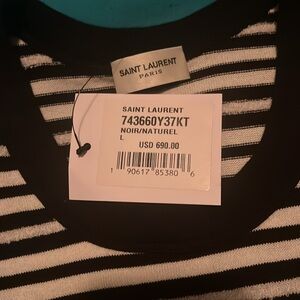 SAINT LAURENT
PARIS
SAINT LAURENT
743660Y37KT
NOIR/NATUREL
L
USD 690.00
1 90617 85380 6